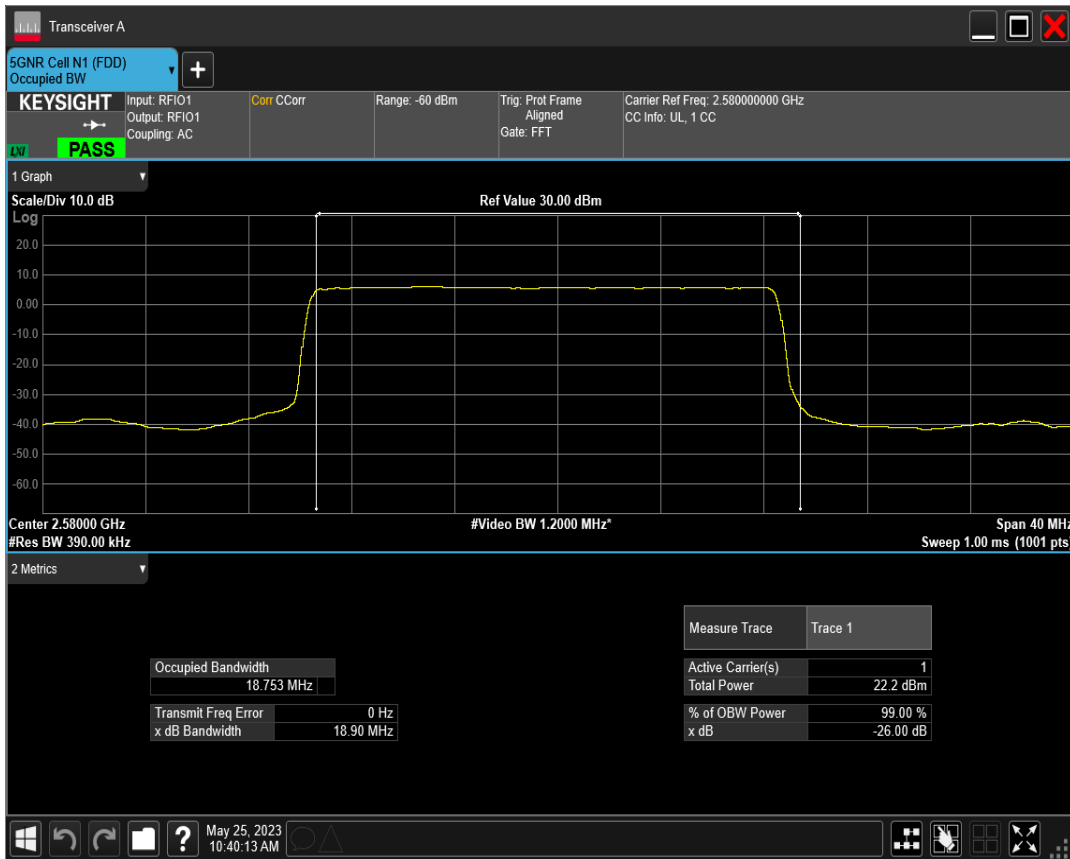 Transceiver A
5GNR Cell N1 (FDD)
Occupied BW
+
KEYSIGHT
LXI
PASS
Input: RFIO1
Output: RFIO1
Coupling: AC
Corr CCorr
Range: -60 dBm
Trig: Prot Frame
Aligned
Gate: FFT
Carrier Ref Freq: 2.580000000 GHz
CC Info: UL, 1 CC
1 Graph
Scale/Div 10.0 dB
Ref Value 30.00 dBm
Log
20.0
10.0
0.00
-10.0
-20.0
-30.0
-40.0
-50.0
-60.0
Center 2.58000 GHz
#Video BW 1.2000 MHz*
Span 40 MHz
#Res BW 390.00 kHz
Sweep 1.00 ms (1001 pts)
2 Metrics
Measure Trace Trace 1
Occupied Bandwidth
18.753 MHz
Active Carrier(s) 1
Total Power 22.2 dBm
Transmit Freq Error 0 Hz
x dB Bandwidth 18.90 MHz
% of OBW Power 99.00 %
x dB -26.00 dB
?
May 25, 2023
10:40:13 AM